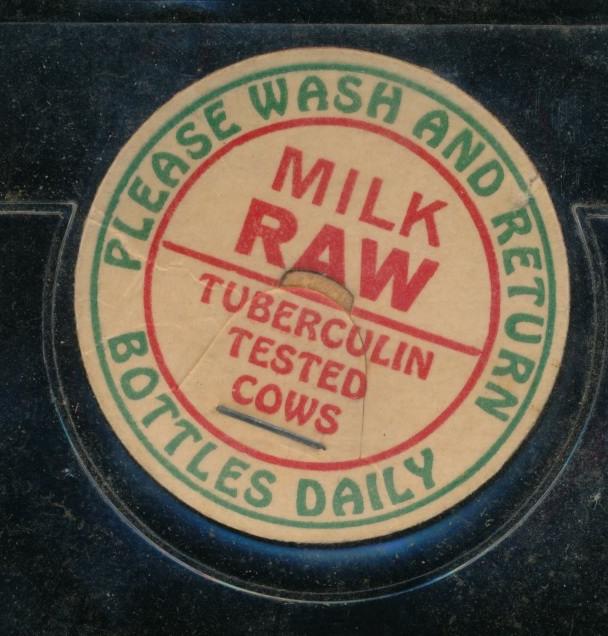 PLEASE WASH AND RETURN
BOTTLES DAILY
MILK
RAW
TUBERCULIN
TESTED
COWS